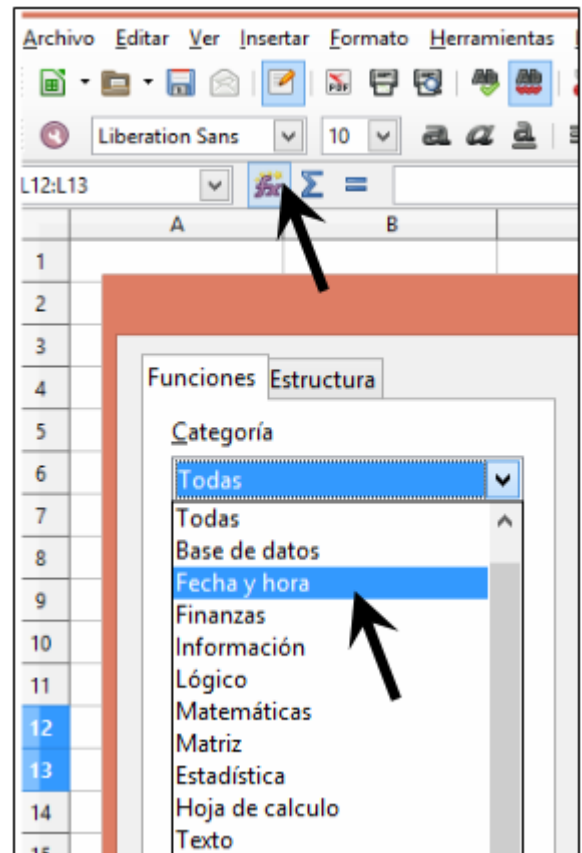 Archivo Editar Ver Insertar Formato Herramientas
PDF
Liberation Sans 10 a a a
L12:L13 Σ =
A B
1
2
3
4
5
6
7
8
9
10
11
12
13
14
15
Funciones Estructura
Categoría
Todas
Todas
Base de datos
Fecha y hora
Finanzas
Información
Lógico
Matemáticas
Matriz
Estadística
Hoja de calculo
Texto